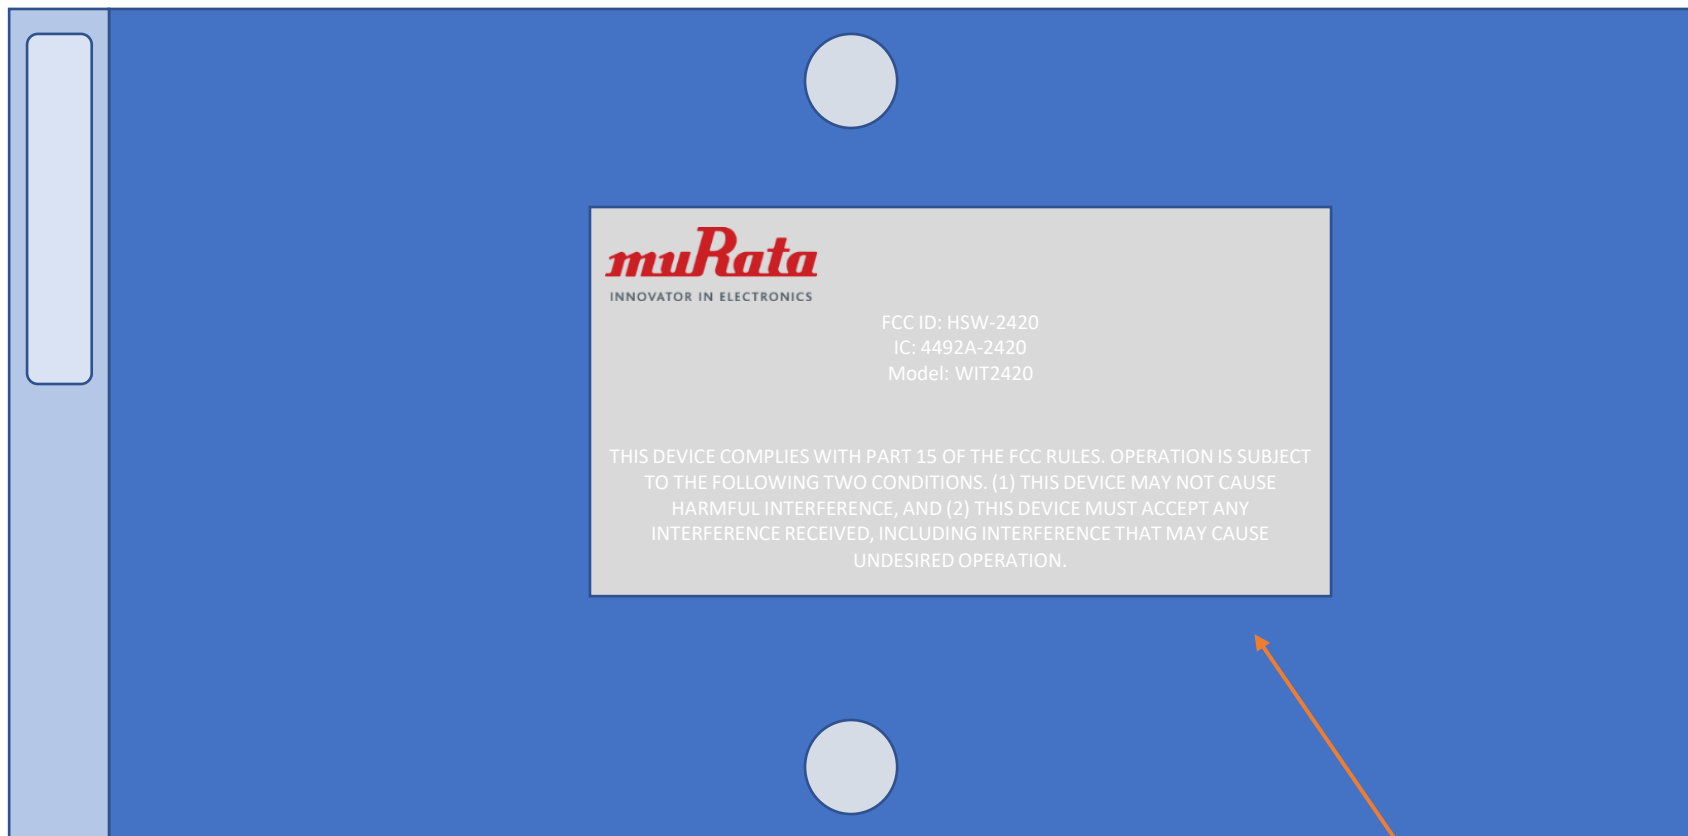 muRata
INNOVATOR IN ELECTRONICS
FCC ID: HSW-2420
IC: 4492A-2420
Model: WIT2420
THIS DEVICE COMPLIES WITH PART 15 OF THE FCC RULES. OPERATION IS SUBJECT
TO THE FOLLOWING TWO CONDITIONS. (1) THIS DEVICE MAY NOT CAUSE
HARMFUL INTERFERENCE, AND (2) THIS DEVICE MUST ACCEPT ANY
INTERFERENCE RECEIVED, INCLUDING INTERFERENCE THAT MAY CAUSE
UNDESIRED OPERATION.